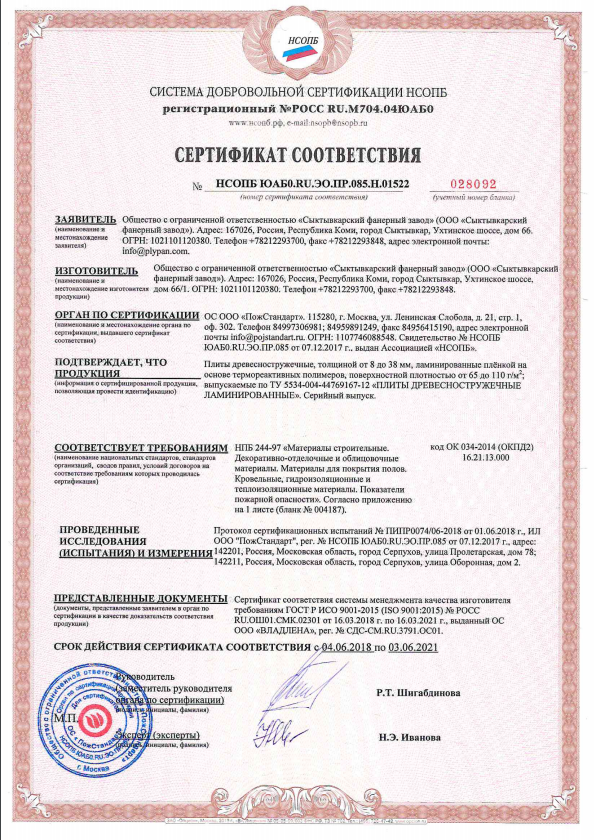 НСОПБ
СИСТЕМА ДОБРОВОЛЬНОЙ СЕРТИФИКАЦИИ НСОПБ
регистрационный №РОСС RU.М704.04ЮАБ0
www.нсопб.рф, e-mail:nsopb@nsopb.ru
СЕРТИФИКАТ СООТВЕТСТВИЯ
№ НСОПБ ЮАБ0.RU.ЭО.ПР.085.Н.01522 028092
(номер сертификата соответствия) (учетный номер бланка)
ЗАЯВИТЕЛЬ
(наименование и
местонахождение
заявителя)
Общество с ограниченной ответственностью «Сыктывкарский фанерный завод» (ООО «Сыктывкарский
фанерный завод»). Адрес: 167026, Россия, Республика Коми, город Сыктывкар, Ухтинское шоссе, дом 66.
ОГРН: 1021101120380. Телефон +78212293700, факс +78212293848, адрес электронной почты:
info@plypan.com.
ИЗГОТОВИТЕЛЬ
(наименование и
местонахождение изготовителя
продукции)
Общество с ограниченной ответственностью «Сыктывкарский фанерный завод» (ООО «Сыктывкарский
фанерный завод»). Адрес: 167026, Россия, Республика Коми, город Сыктывкар, Ухтинское шоссе,
дом 66/1. ОГРН: 1021101120380. Телефон +78212293700, факс +78212293848.
ОРГАН ПО СЕРТИФИКАЦИИ
(наименование и местонахождение органа по
сертификации, выдавшего сертификат
соответствия)
ОС ООО "ПожСтандарт". 115280, г. Москва, ул. Ленинская Слобода, д. 21, стр. 1,
оф. 302. Телефон 84997306981; 84959891249, факс 84956415190, адрес электронной
почты info@pojstandart.ru. ОГРН: 1107746088548. Свидетельство № НСОПБ
ЮАБ0.RU.ЭО.ПР.085 от 07.12.2017 г., выдан Ассоциацией «НСОПБ».
ПОДТВЕРЖДАЕТ, ЧТО
ПРОДУКЦИЯ
(информация о сертифицированной продукции,
позволяющая провести идентификацию)
Плиты древесностружечные, толщиной от 8 до 38 мм, ламинированные плёнкой на
основе термореактивных полимеров, поверхностной плотностью от 65 до 110 г/м²;
выпускаемые по ТУ 5534-004-44769167-12 «ПЛИТЫ ДРЕВЕСНОСТРУЖЕЧНЫЕ
ЛАМИНИРОВАННЫЕ». Серийный выпуск.
СООТВЕТСТВУЕТ ТРЕБОВАНИЯМ
(наименование национальных стандартов, стандартов
организаций, сводов правил, условий договоров на
соответствие требованиям которых проводилась
сертификация)
НПБ 244-97 «Материалы строительные.
Декоративно-отделочные и облицовочные
материалы. Материалы для покрытия полов.
Кровельные, гидроизоляционные и
теплоизоляционные материалы. Показатели
пожарной опасности». Согласно приложению
на 1 листе (бланк № 004187).
код ОК 034-2014 (ОКПД2)
16.21.13.000
ПРОВЕДЕННЫЕ
ИССЛЕДОВАНИЯ
(ИСПЫТАНИЯ) И ИЗМЕРЕНИЯ
Протокол сертификационных испытаний № ПИПР0074/06-2018 от 01.06.2018 г., ИЛ
ООО "ПожСтандарт", рег. № НСОПБ ЮАБ0.RU.ЭО.ПР.085 от 07.12.2017 г., адрес:
142201, Россия, Московская область, город Серпухов, улица Пролетарская, дом 78;
142211, Россия, Московская область, город Серпухов, улица Оборонная, дом 2.
ПРЕДСТАВЛЕННЫЕ ДОКУМЕНТЫ
(документы, представленные заявителем в орган по
сертификации в качестве доказательств соответствия
продукции)
Сертификат соответствия системы менеджмента качества изготовителя
требованиям ГОСТ Р ИСО 9001-2015 (ISO 9001:2015) № РОСС
RU.ОШ01.СМК.02301 от 16.03.2018 г. по 16.03.2021 г., выданный ОС
ООО «ВЛАДЛЕНА», рег. № СДС-СМ.RU.3791.ОС01.
СРОК ДЕЙСТВИЯ СЕРТИФИКАТА СООТВЕТСТВИЯ с 04.06.2018 по 03.06.2021
Руководитель
(заместитель руководителя
органа по сертификации)
(подпись, инициалы, фамилия)
Р.Т. Шигабдинова
М.П.
Эксперт (эксперты)
(подпись, инициалы, фамилия)
Н.Э. Иванова
Общество с ограниченной ответственностью «ПожСтандарт»
г. Москва